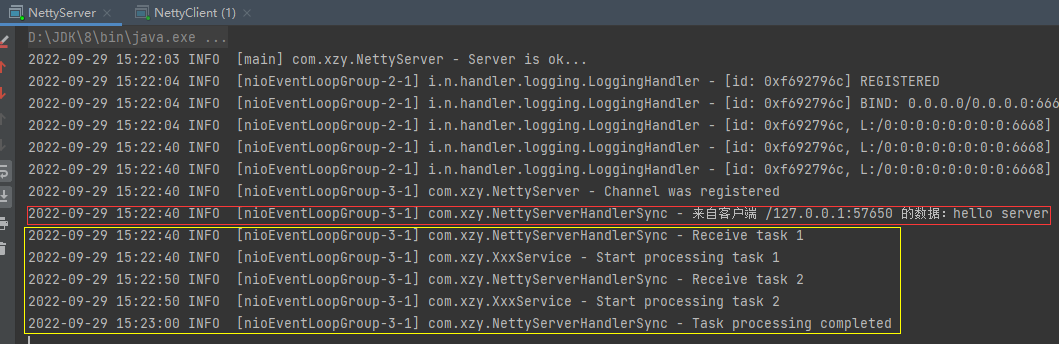 NettyServer NettyClient (1)
D:\JDK\8\bin\java.exe ...
2022-09-29 15:22:03 INFO [main] com.xzy.NettyServer - Server is ok...
2022-09-29 15:22:04 INFO [nioEventLoopGroup-2-1] i.n.handler.logging.LoggingHandler - [id: 0xf692796c] REGISTERED
2022-09-29 15:22:04 INFO [nioEventLoopGroup-2-1] i.n.handler.logging.LoggingHandler - [id: 0xf692796c] BIND: 0.0.0.0/0.0.0.0:666
2022-09-29 15:22:04 INFO [nioEventLoopGroup-2-1] i.n.handler.logging.LoggingHandler - [id: 0xf692796c, L:/0:0:0:0:0:0:0:0:6668]
2022-09-29 15:22:40 INFO [nioEventLoopGroup-2-1] i.n.handler.logging.LoggingHandler - [id: 0xf692796c, L:/0:0:0:0:0:0:0:0:6668]
2022-09-29 15:22:40 INFO [nioEventLoopGroup-2-1] i.n.handler.logging.LoggingHandler - [id: 0xf692796c, L:/0:0:0:0:0:0:0:0:6668]
2022-09-29 15:22:40 INFO [nioEventLoopGroup-3-1] com.xzy.NettyServer - Channel was registered
2022-09-29 15:22:40 INFO [nioEventLoopGroup-3-1] com.xzy.NettyServerHandlerSync - 来自客户端 /127.0.0.1:57650 的数据：hello server
2022-09-29 15:22:40 INFO [nioEventLoopGroup-3-1] com.xzy.NettyServerHandlerSync - Receive task 1
2022-09-29 15:22:40 INFO [nioEventLoopGroup-3-1] com.xzy.XxxService - Start processing task 1
2022-09-29 15:22:50 INFO [nioEventLoopGroup-3-1] com.xzy.NettyServerHandlerSync - Receive task 2
2022-09-29 15:22:50 INFO [nioEventLoopGroup-3-1] com.xzy.XxxService - Start processing task 2
2022-09-29 15:23:00 INFO [nioEventLoopGroup-3-1] com.xzy.NettyServerHandlerSync - Task processing completed